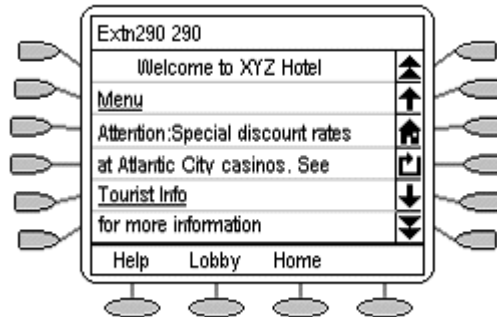 Extn290 290
Welcome to XYZ Hotel
Menu
Attention:Special discount rates
at Atlantic City casinos. See
Tourist Info
for more information
Help Lobby Home